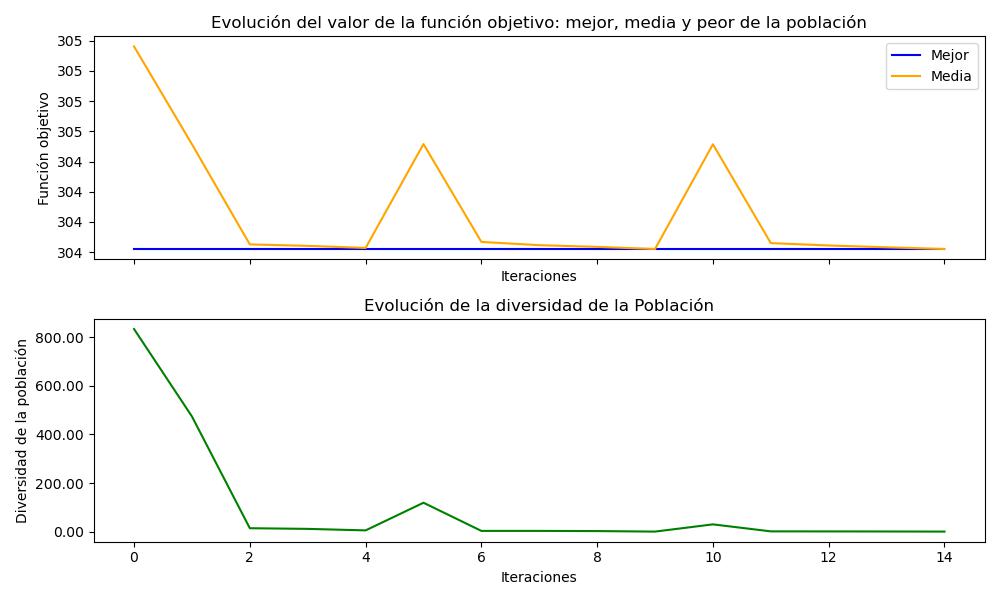 Evolución del valor de la función objetivo: mejor, media y peor de la población
Función objetivo
305
305
305
305
304
304
304
304
Mejor
Media
Iteraciones
Evolución de la diversidad de la Población
Diversidad de la población
800.00
600.00
400.00
200.00
0.00
0 2 4 6 8 10 12 14
Iteraciones